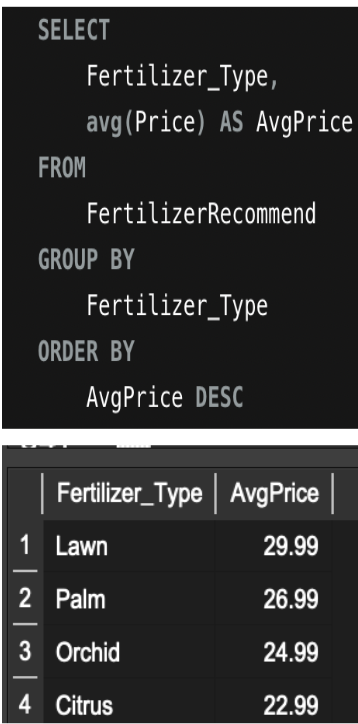 SELECT
Fertilizer_Type,
avg(Price) AS AvgPrice
FROM
FertilizerRecommend
GROUP BY
Fertilizer_Type
ORDER BY
AvgPrice DESC
Fertilizer_Type AvgPrice
1 Lawn 29.99
2 Palm 26.99
3 Orchid 24.99
4 Citrus 22.99